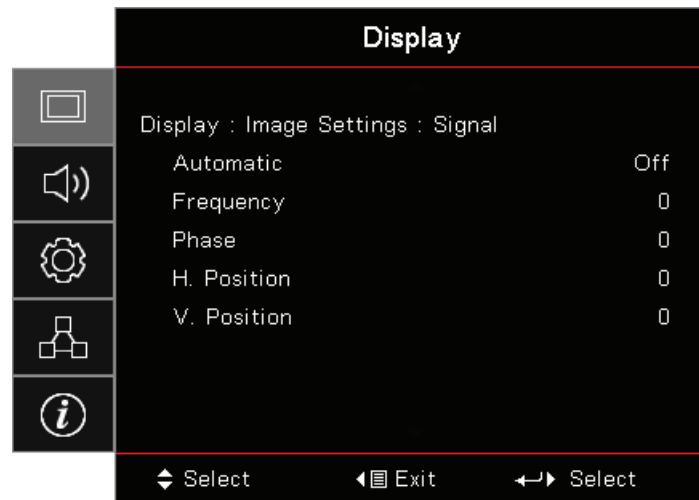 Display
Display : Image Settings : Signal
Automatic Off
Frequency 0
Phase 0
H. Position 0
V. Position 0
Select Exit Select